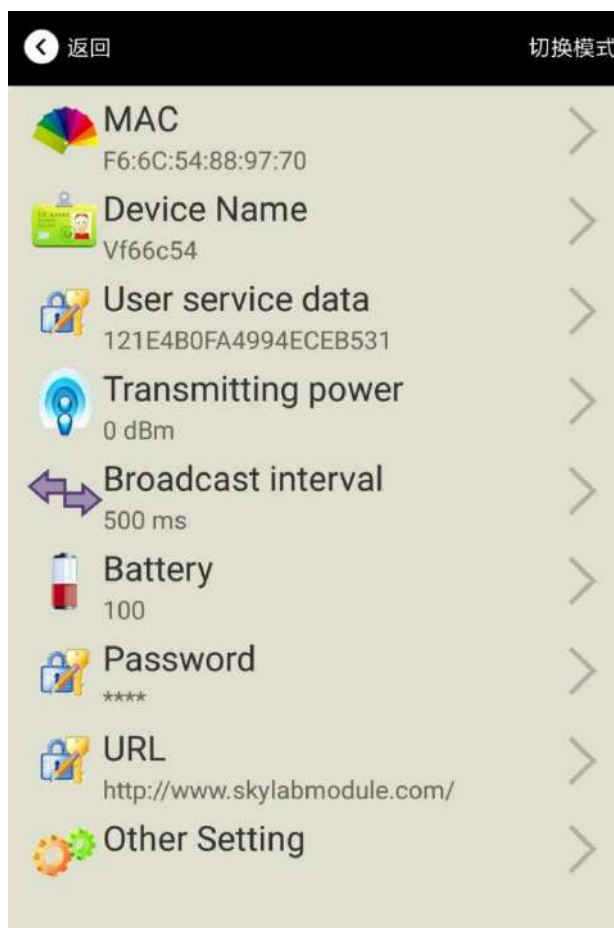 返回
切换模式
MAC
F6:6C:54:88:97:70
Device Name
Vf66c54
User service data
121E4B0FA4994ECEB531
Transmitting power
0 dBm
Broadcast interval
500 ms
Battery
100
Password
****
URL
http://www.skylabmodule.com/
Other Setting